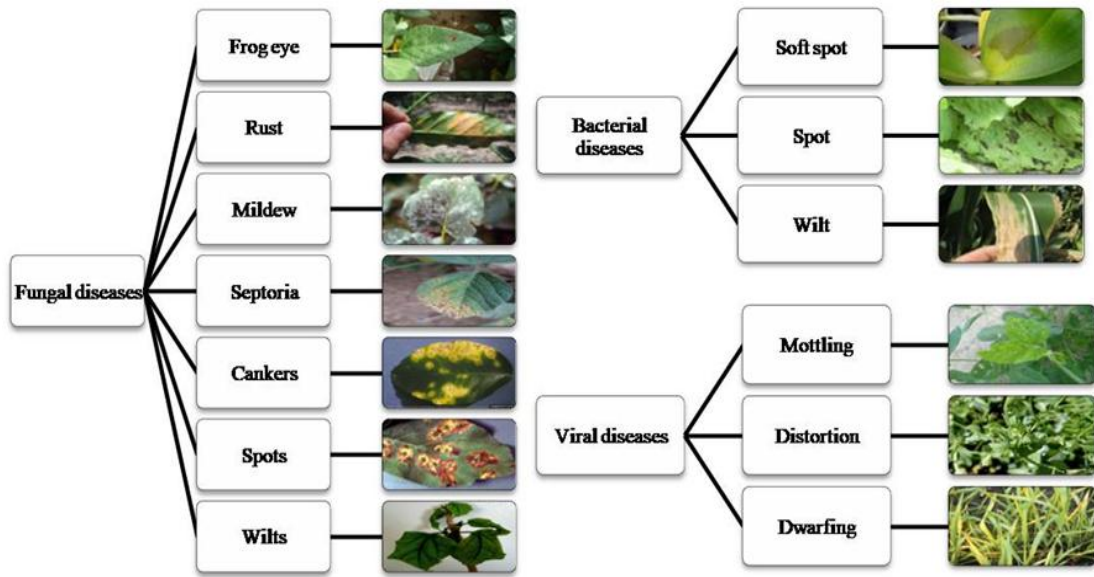 Fungal diseases
Frog eye
Rust
Mildew
Septoria
Cankers
Spots
Wilts
Bacterial
diseases
Soft spot
Spot
Wilt
Viral diseases
Mottling
Distortion
Dwarfing